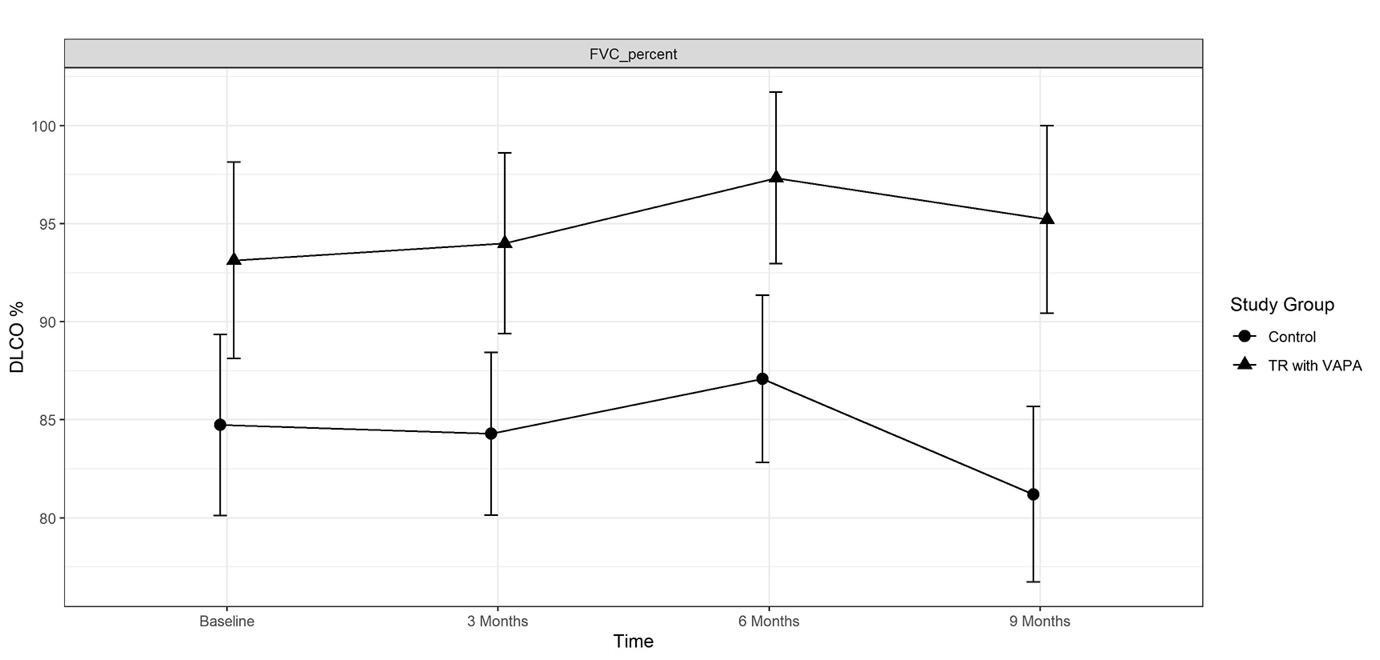 FVC_percent
100
95
90
85
80
DLCO %
Baseline
3 Months
6 Months
9 Months
Time
Study Group
Control
TR with VAPA